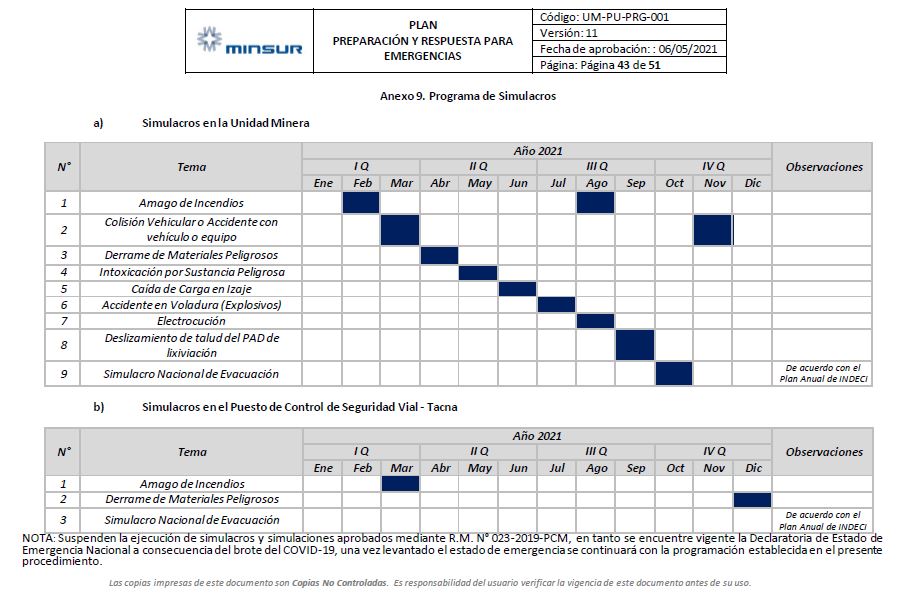 MINSUR
PLAN
PREPARACIÓN Y RESPUESTA PARA
EMERGENCIAS
Código: UM-PU-PRG-001
Versión: 11
Fecha de aprobación: : 06/05/2021
Página: Página 43 de 51
Anexo 9. Programa de Simulacros
a) Simulacros en la Unidad Minera
N° Tema Año 2021 Observaciones
I Q II Q III Q IV Q
Ene Feb Mar Abr May Jun Jul Ago Sep Oct Nov Dic
1 Amago de Incendios
2 Colisión Vehicular o Accidente con
vehículo o equipo
3 Derrame de Materiales Peligrosos
4 Intoxicación por Sustancia Peligrosa
5 Caída de Carga en Izaje
6 Accidente en Voladura (Explosivos)
7 Electrocución
8 Deslizamiento de talud del PAD de
lixiviación
9 Simulacro Nacional de Evacuación De acuerdo con el
Plan Anual de INDECI
b) Simulacros en el Puesto de Control de Seguridad Vial - Tacna
N° Tema Año 2021 Observaciones
I Q II Q III Q IV Q
Ene Feb Mar Abr May Jun Jul Ago Sep Oct Nov Dic
1 Amago de Incendios
2 Derrame de Materiales Peligrosos
3 Simulacro Nacional de Evacuación De acuerdo con el
Plan Anual de INDECI
NOTA: Suspenden la ejecución de simulacros y simulaciones aprobados mediante R.M. N° 023-2019-PCM, en tanto se encuentre vigente la Declaratoria de Estado de
Emergencia Nacional a consecuencia del brote del COVID-19, una vez levantado el estado de emergencia se continuará con la programación establecida en el presente
procedimiento.
Las copias impresas de este documento son Copias No Controladas. Es responsabilidad del usuario verificar la vigencia de este documento antes de su uso.